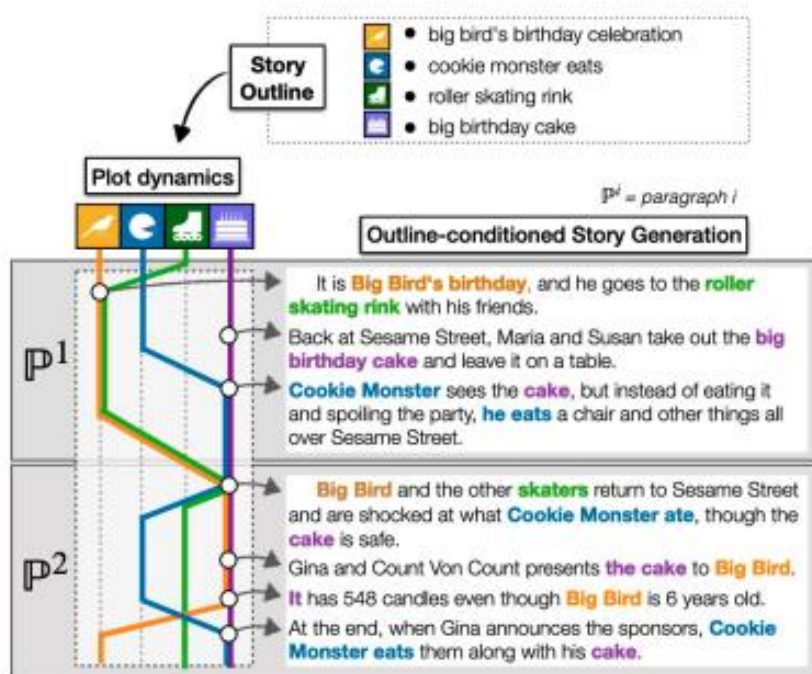 • big bird's birthday celebration
• cookie monster eats
• roller skating rink
• big birthday cake
Story
Outline
Plot dynamics
ℙⁱ = paragraph i
Outline-conditioned Story Generation
ℙ¹
It is Big Bird's birthday, and he goes to the roller
skating rink with his friends.
Back at Sesame Street, Maria and Susan take out the big
birthday cake and leave it on a table.
Cookie Monster sees the cake, but instead of eating it
and spoiling the party, he eats a chair and other things all
over Sesame Street.
ℙ²
Big Bird and the other skaters return to Sesame Street
and are shocked at what Cookie Monster ate, though the
cake is safe.
Gina and Count Von Count presents the cake to Big Bird.
It has 548 candles even though Big Bird is 6 years old.
At the end, when Gina announces the sponsors, Cookie
Monster eats them along with his cake.